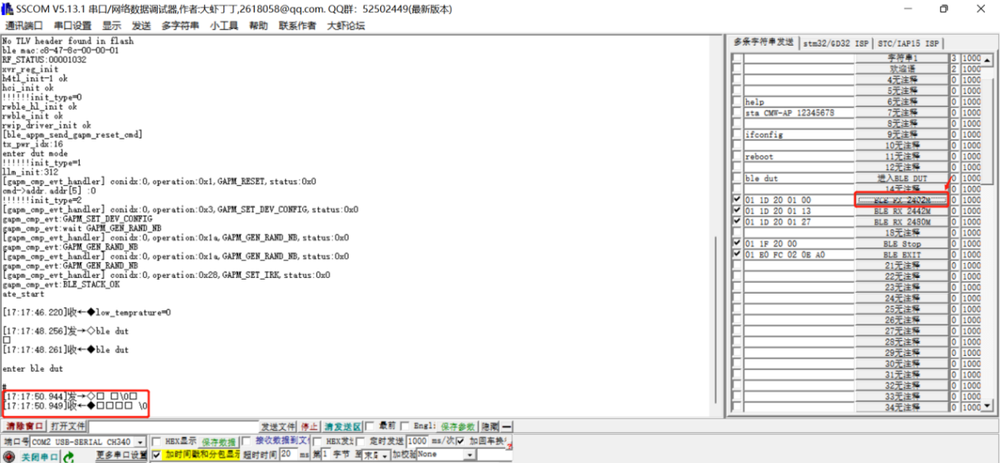 SSCOM V5.13.1 串口/网络数据调试器,作者:大虾丁丁,2618058@qq.com. QQ群：52502449(最新版本)
通讯端口 串口设置 显示 发送 多字符串 小工具 帮助 联系作者 大虾论坛
No TLV header found in flash
ble mac:c8-47-8c-00-00-01
RF_STATUS:00001032
xvr_reg_init
h4tl_init-1 ok
hci_init ok
!!!!!!init_type=0
rwble_hl_init ok
rwble_init ok
rwip_driver_init ok
[ble_appm_send_gapm_reset_cmd]
tx_pwr_idx:16
enter dut mode
!!!!!!init_type=1
llm_init:312
[gapm_cmp_evt_handler] conidx:0,operation:0x1,GAPM_RESET,status:0x0
cmd->addr.addr[5] :0
!!!!!!init_type=2
[gapm_cmp_evt_handler] conidx:0,operation:0x3,GAPM_SET_DEV_CONFIG,status:0x0
gapm_cmp_evt:GAPM_SET_DEV_CONFIG
gapm_cmp_evt:wait GAPM_GEN_RAND_NB
[gapm_cmp_evt_handler] conidx:0,operation:0x1a,GAPM_GEN_RAND_NB,status:0x0
gapm_cmp_evt:GAPM_GEN_RAND_NB
[gapm_cmp_evt_handler] conidx:0,operation:0x1a,GAPM_GEN_RAND_NB,status:0x0
gapm_cmp_evt:GAPM_GEN_RAND_NB
[gapm_cmp_evt_handler] conidx:0,operation:0x28,GAPM_SET_IRK,status:0x0
gapm_cmp_evt:BLE_STACK_OK
ate_start
[17:17:46.220]收←◆low_temprature=0
[17:17:48.256]发→◇ble dut
□
[17:17:48.261]收←◆ble dut
enter ble dut
#
[17:17:50.944]发→◇□ □\0□
[17:17:50.949]收←◆□□□□ \0
多条字符串发送 stm32/GD32 ISP STC/IAP15 ISP
字符串1 3 1000
欢迎语 2 1000
4无注释 0 1000
5无注释 0 1000
help 6无注释 0 1000
sta CMW-AP 12345678 7无注释 0 1000
8无注释 0 1000
ifconfig 9无注释 0 1000
10无注释 0 1000
reboot 11无注释 0 1000
12无注释 0 1000
ble dut 进入BLE DUT 0 1000
14无注释 0 1000
01 1D 20 01 00 BLE RX 2402M 0 1000
01 1D 20 01 13 BLE RX 2442M 0 1000
01 1D 20 01 27 BLE RX 2480M 0 1000
18无注释 0 1000
01 1F 20 00 BLE Stop 0 1000
01 E0 FC 02 0E A0 BLE EXIT 0 1000
21无注释 0 1000
22无注释 0 1000
23无注释 0 1000
24无注释 0 1000
25无注释 0 1000
26无注释 0 1000
27无注释 0 1000
28无注释 0 1000
29无注释 0 1000
30无注释 0 1000
31无注释 0 1000
32无注释 0 1000
33无注释 0 1000
34无注释 0 1000
清除窗口 打开文件 发送文件 停止 清发送区 最前 Engli 保存参数 隐藏
端口号 COM2 USB-SERIAL CH340 HEX显示 保存数据 接收数据到文 HEX发 定时发送 1000 ms/次 加回车换
关闭串口 更多串口设置 加时间戳和分包显示 超时时间 20 ms 第1 字节 至 末尾 加校验 None